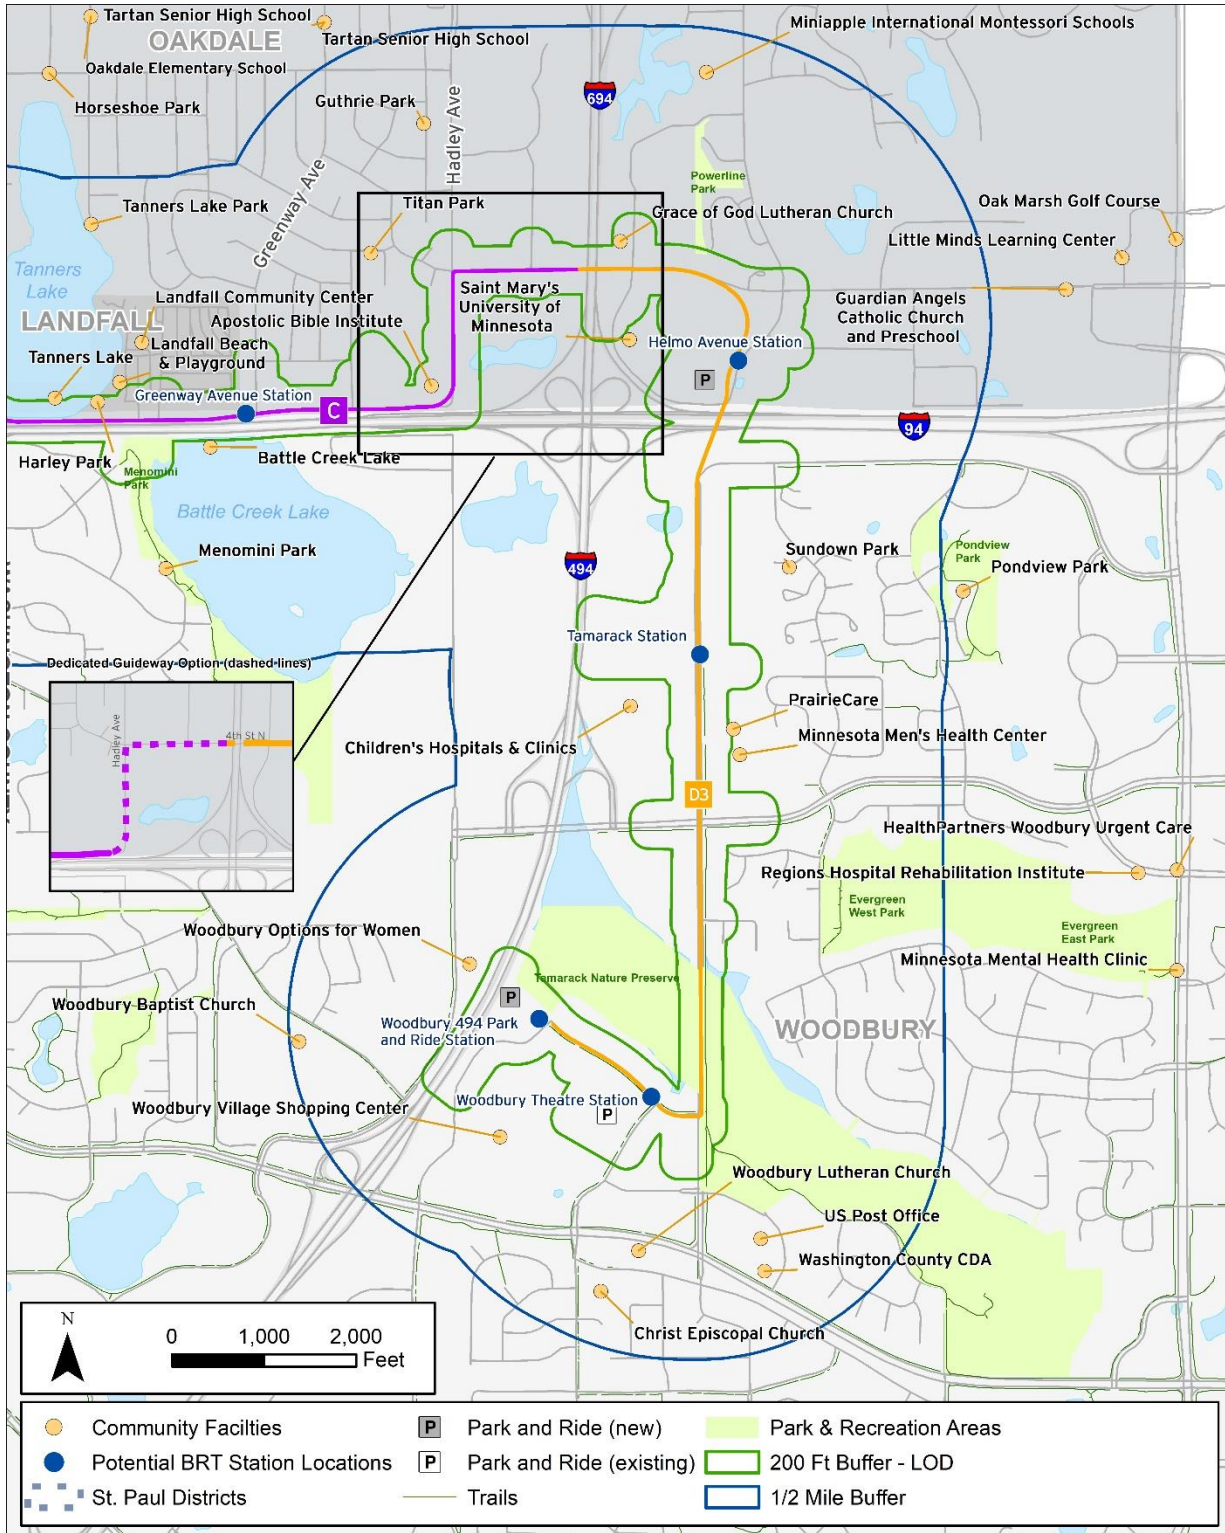 Tartan Senior High School
OAKDALE
Tartan Senior High School
Miniapple International Montessori Schools
Oakdale Elementary School
Horseshoe Park
Guthrie Park
Hadley Ave
694
Powerline
Park
Greenway Ave
Tanners Lake Park
Titan Park
Grace of God Lutheran Church
Oak Marsh Golf Course
Little Minds Learning Center
Tanners
Lake
Landfall Community Center
Saint Mary's
University of
Minnesota
Guardian Angels
Catholic Church
and Preschool
LANDFALL
Apostolic Bible Institute
Landfall Beach
& Playground
Tanners Lake
Helmo Avenue Station
P
Greenway Avenue Station
C
94
Harley Park
Menomini
Park
Battle Creek Lake
Battle Creek Lake
Menomini Park
494
Sundown Park
Pondview
Park
Pondview Park
Tamarack Station
Dedicated Guideway Option (dashed lines)
Hadley Ave
4th St N
PrairieCare
Children's Hospitals & Clinics
Minnesota Men's Health Center
D3
HealthPartners Woodbury Urgent Care
Regions Hospital Rehabilitation Institute
Evergreen
West Park
Evergreen
East Park
Woodbury Options for Women
Minnesota Mental Health Clinic
Tamarack Nature Preserve
P
Woodbury Baptist Church
Woodbury 494 Park
and Ride Station
WOODBURY
Woodbury Theatre Station
P
Woodbury Village Shopping Center
Woodbury Lutheran Church
US Post Office
Washington County CDA
Christ Episcopal Church
N
0 1,000 2,000
Feet
Community Facilties
P Park and Ride (new)
Park & Recreation Areas
Potential BRT Station Locations
P Park and Ride (existing)
200 Ft Buffer - LOD
St. Paul Districts
Trails
1/2 Mile Buffer